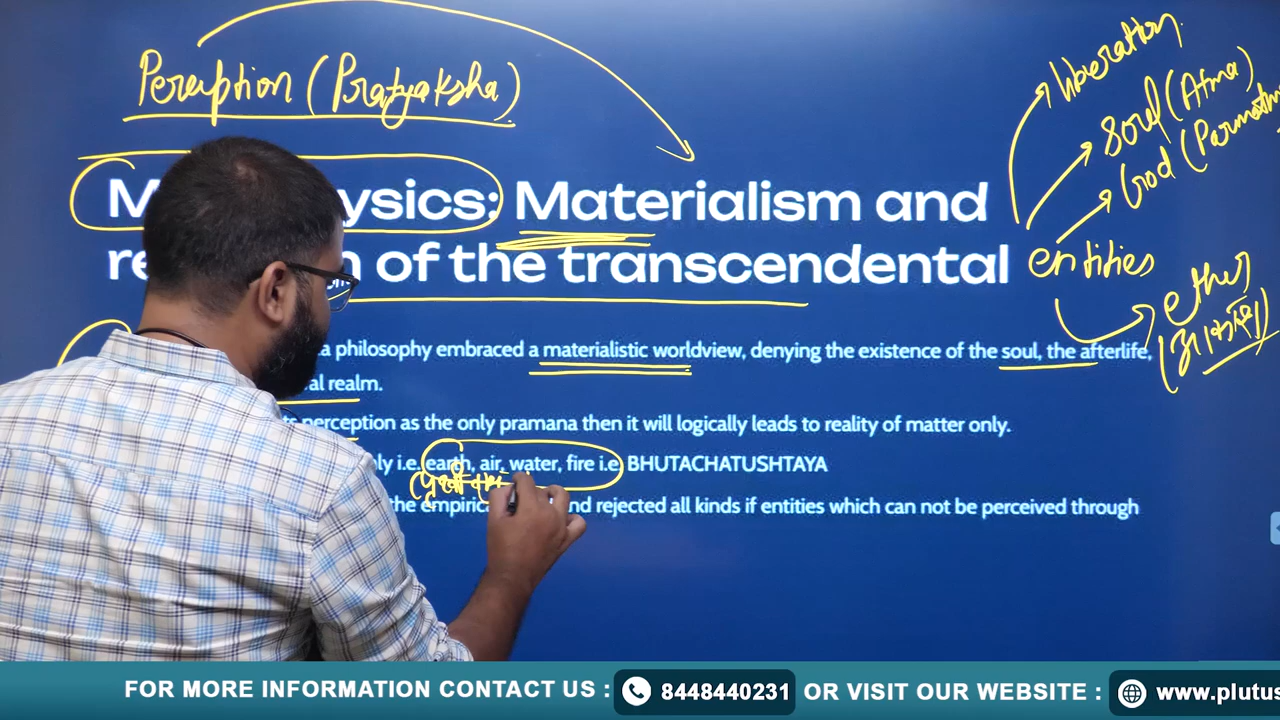 Perception (Pratyaksha)
liberation
Soul (Atma)
God (Parmatm
ysics: Materialism and
of the transcendental
entities
ether
a philosophy embraced a materialistic worldview, denying the existence of the soul, the afterlife,
al realm.
perception as the only pramana then it will logically leads to reality of matter only.
ly i.e. earth, air, water, fire i.e. BHUTACHATUSHTAYA
the empirica nd rejected all kinds if entities which can not be perceived through
FOR MORE INFORMATION CONTACT US : 8448440231 OR VISIT OUR WEBSITE : www.plutus